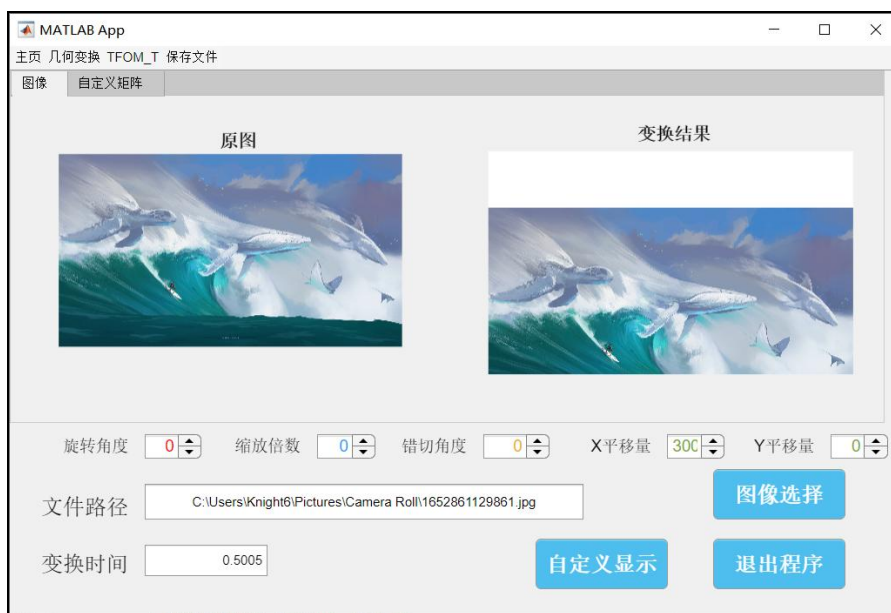 MATLAB App
主页 几何变换 TFOM_T 保存文件
图像 自定义矩阵
原图 变换结果
旋转角度 0 缩放倍数 0 错切角度 0 X平移量 300 Y平移量 0
文件路径 C:\Users\Knight6\Pictures\Camera Roll\1652861129861.jpg 图像选择
变换时间 0.5005 自定义显示 退出程序